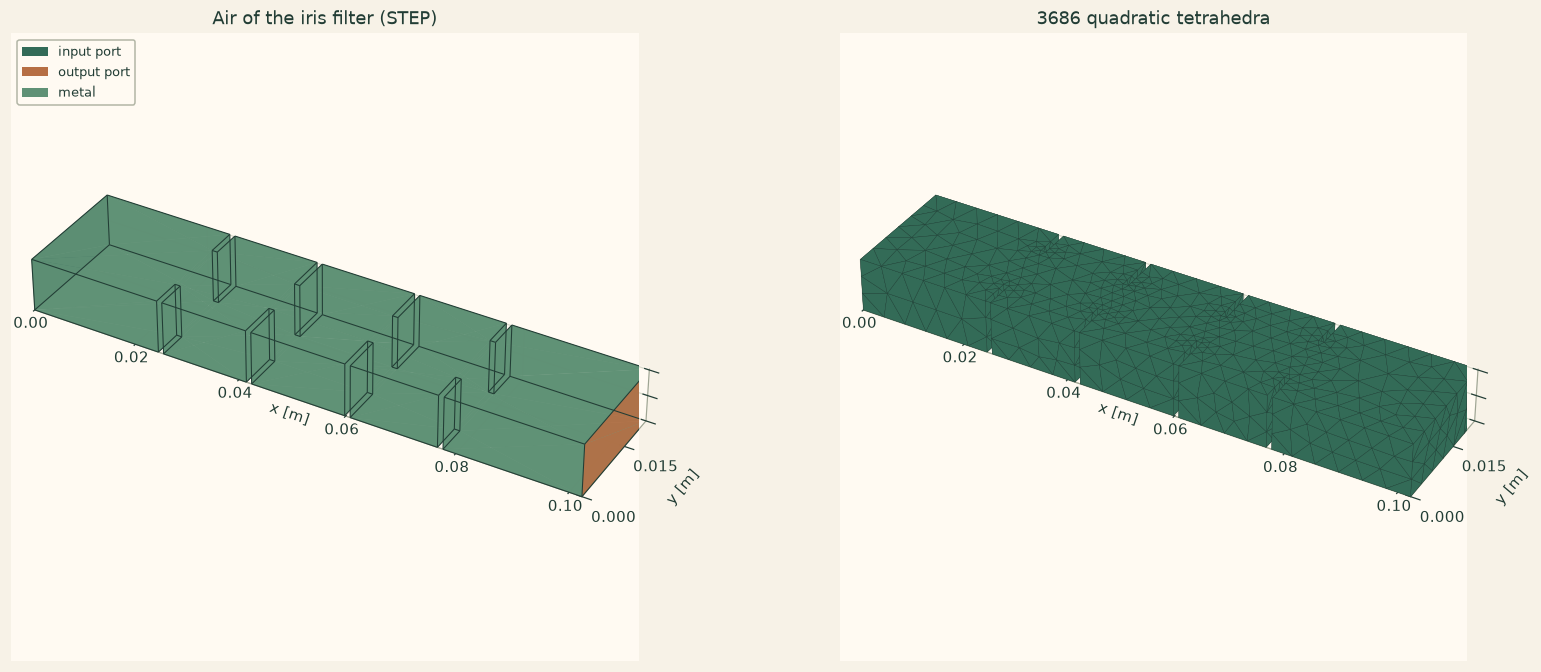 Air of the iris filter (STEP)
input port
output port
metal
0.00
0.02
0.04
x [m]
0.06
0.08
0.10
0.000
0.015
y [m]
3686 quadratic tetrahedra
0.00
0.02
0.04
x [m]
0.06
0.08
0.10
0.000
0.015
y [m]